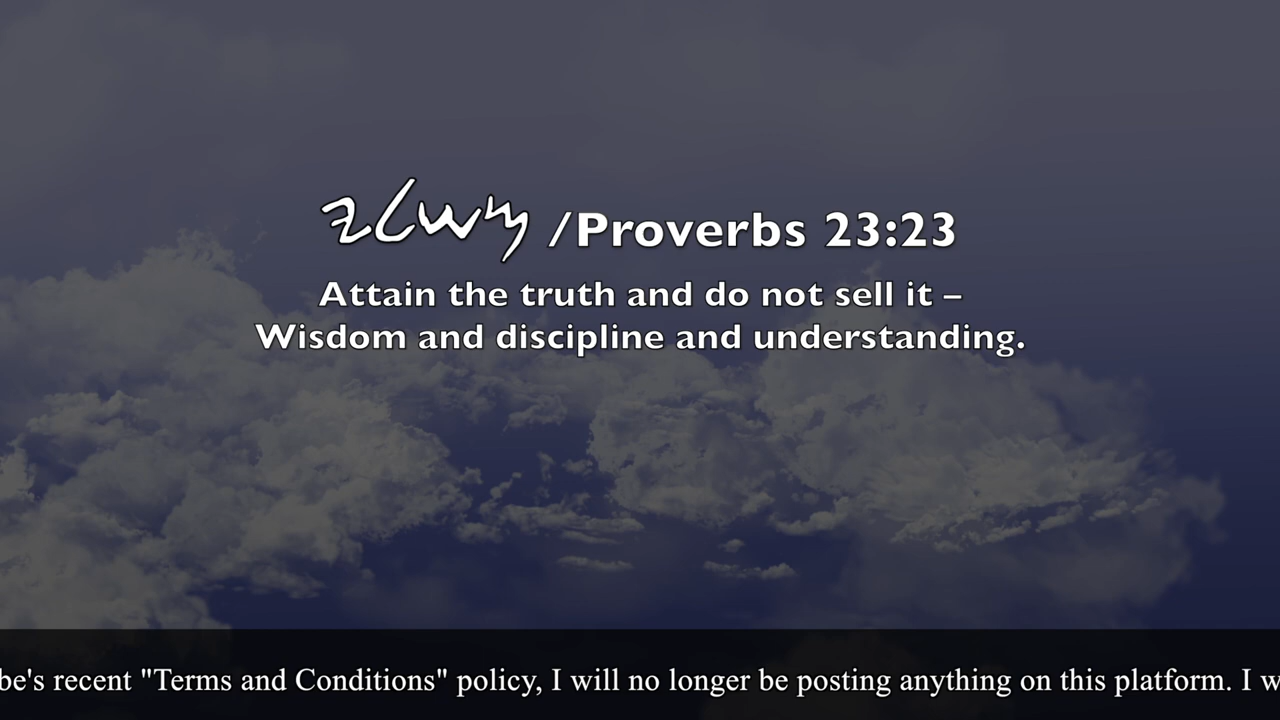 𐤌𐤔𐤋𐤉 /Proverbs 23:23
Attain the truth and do not sell it –
Wisdom and discipline and understanding.
be's recent "Terms and Conditions" policy, I will no longer be posting anything on this platform. I w